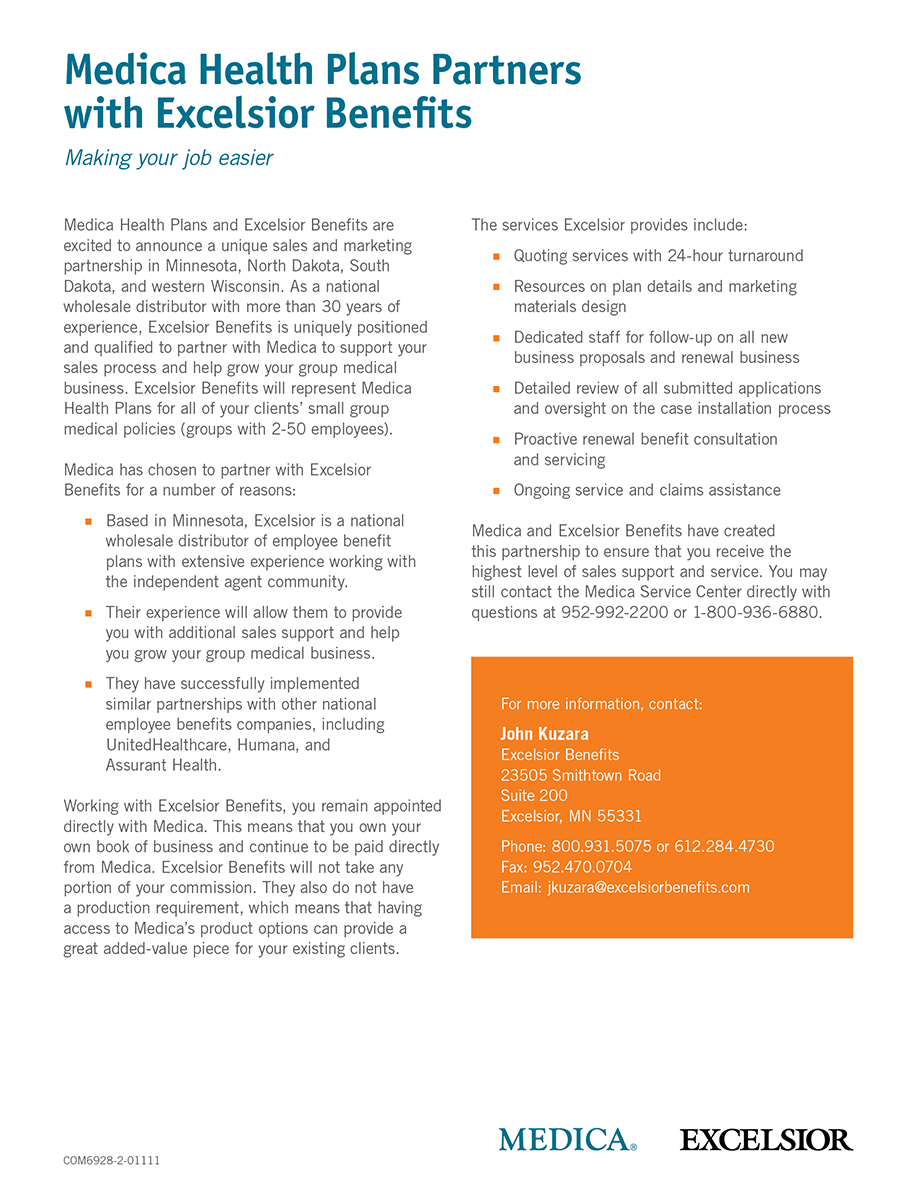 Medica Health Plans Partners
with Excelsior Benefits
Making your job easier
Medica Health Plans and Excelsior Benefits are
excited to announce a unique sales and marketing
partnership in Minnesota, North Dakota, South
Dakota, and western Wisconsin. As a national
wholesale distributor with more than 30 years of
experience, Excelsior Benefits is uniquely positioned
and qualified to partner with Medica to support your
sales process and help grow your group medical
business. Excelsior Benefits will represent Medica
Health Plans for all of your clients’ small group
medical policies (groups with 2-50 employees).
Medica has chosen to partner with Excelsior
Benefits for a number of reasons:
■ Based in Minnesota, Excelsior is a national
wholesale distributor of employee benefit
plans with extensive experience working with
the independent agent community.
■ Their experience will allow them to provide
you with additional sales support and help
you grow your group medical business.
■ They have successfully implemented
similar partnerships with other national
employee benefits companies, including
UnitedHealthcare, Humana, and
Assurant Health.
Working with Excelsior Benefits, you remain appointed
directly with Medica. This means that you own your
own book of business and continue to be paid directly
from Medica. Excelsior Benefits will not take any
portion of your commission. They also do not have
a production requirement, which means that having
access to Medica’s product options can provide a
great added-value piece for your existing clients.
The services Excelsior provides include:
■ Quoting services with 24-hour turnaround
■ Resources on plan details and marketing
materials design
■ Dedicated staff for follow-up on all new
business proposals and renewal business
■ Detailed review of all submitted applications
and oversight on the case installation process
■ Proactive renewal benefit consultation
and servicing
■ Ongoing service and claims assistance
Medica and Excelsior Benefits have created
this partnership to ensure that you receive the
highest level of sales support and service. You may
still contact the Medica Service Center directly with
questions at 952-992-2200 or 1-800-936-6880.
For more information, contact:
John Kuzara
Excelsior Benefits
23505 Smithtown Road
Suite 200
Excelsior, MN 55331
Phone: 800.931.5075 or 612.284.4730
Fax: 952.470.0704
Email: jkuzara@excelsiorbenefits.com
MEDICA®
EXCELSIOR
COM6928-2-01111